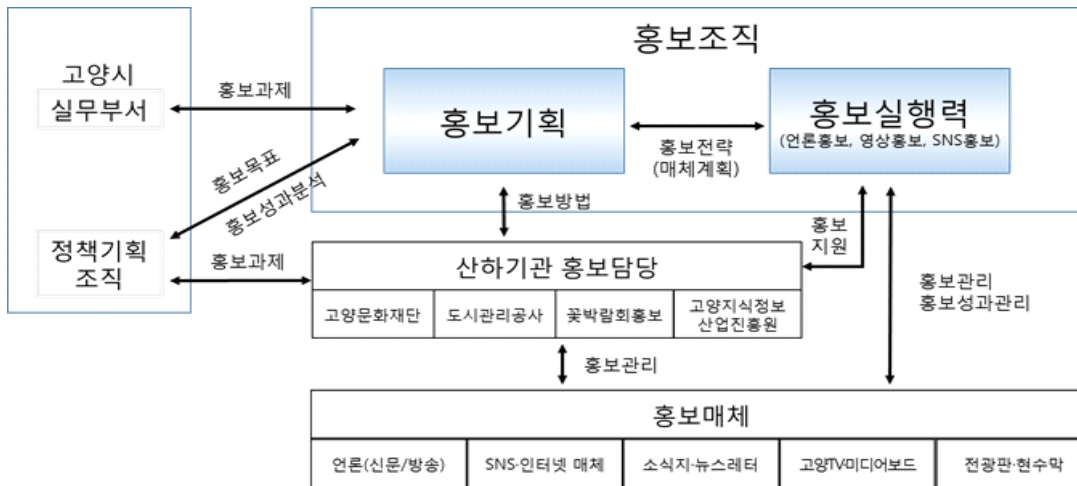 홍보조직
고양시
실무부서
홍보과제
홍보기획
홍보실행력
(언론홍보, 영상홍보, SNS홍보)
홍보전략
(매체계획)
홍보목표
홍보성과분석
홍보방법
홍보
지원
정책기획
조직
홍보과제
산하기관 홍보담당
고양문화재단
도시관리공사
꽃박람회홍보
고양지식정보
산업진흥원
홍보관리
홍보성과관리
홍보관리
홍보매체
언론(신문/방송)
SNS·인터넷 매체
소식지·뉴스레터
고양TV미디어보드
전광판·현수막